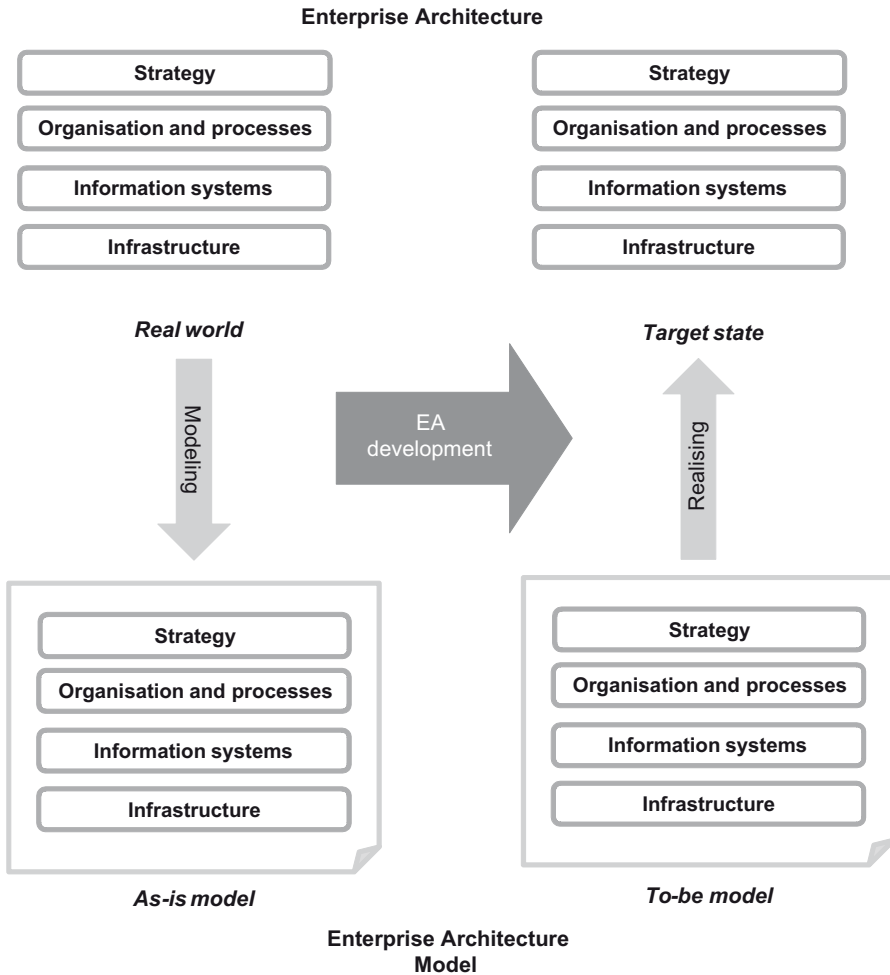 Enterprise Architecture
Strategy
Organisation and processes
Information systems
Infrastructure
Real world
Strategy
Organisation and processes
Information systems
Infrastructure
Target state
Modeling
EA
development
Realising
Strategy
Organisation and processes
Information systems
Infrastructure
As-is model
Strategy
Organisation and processes
Information systems
Infrastructure
To-be model
Enterprise Architecture
Model